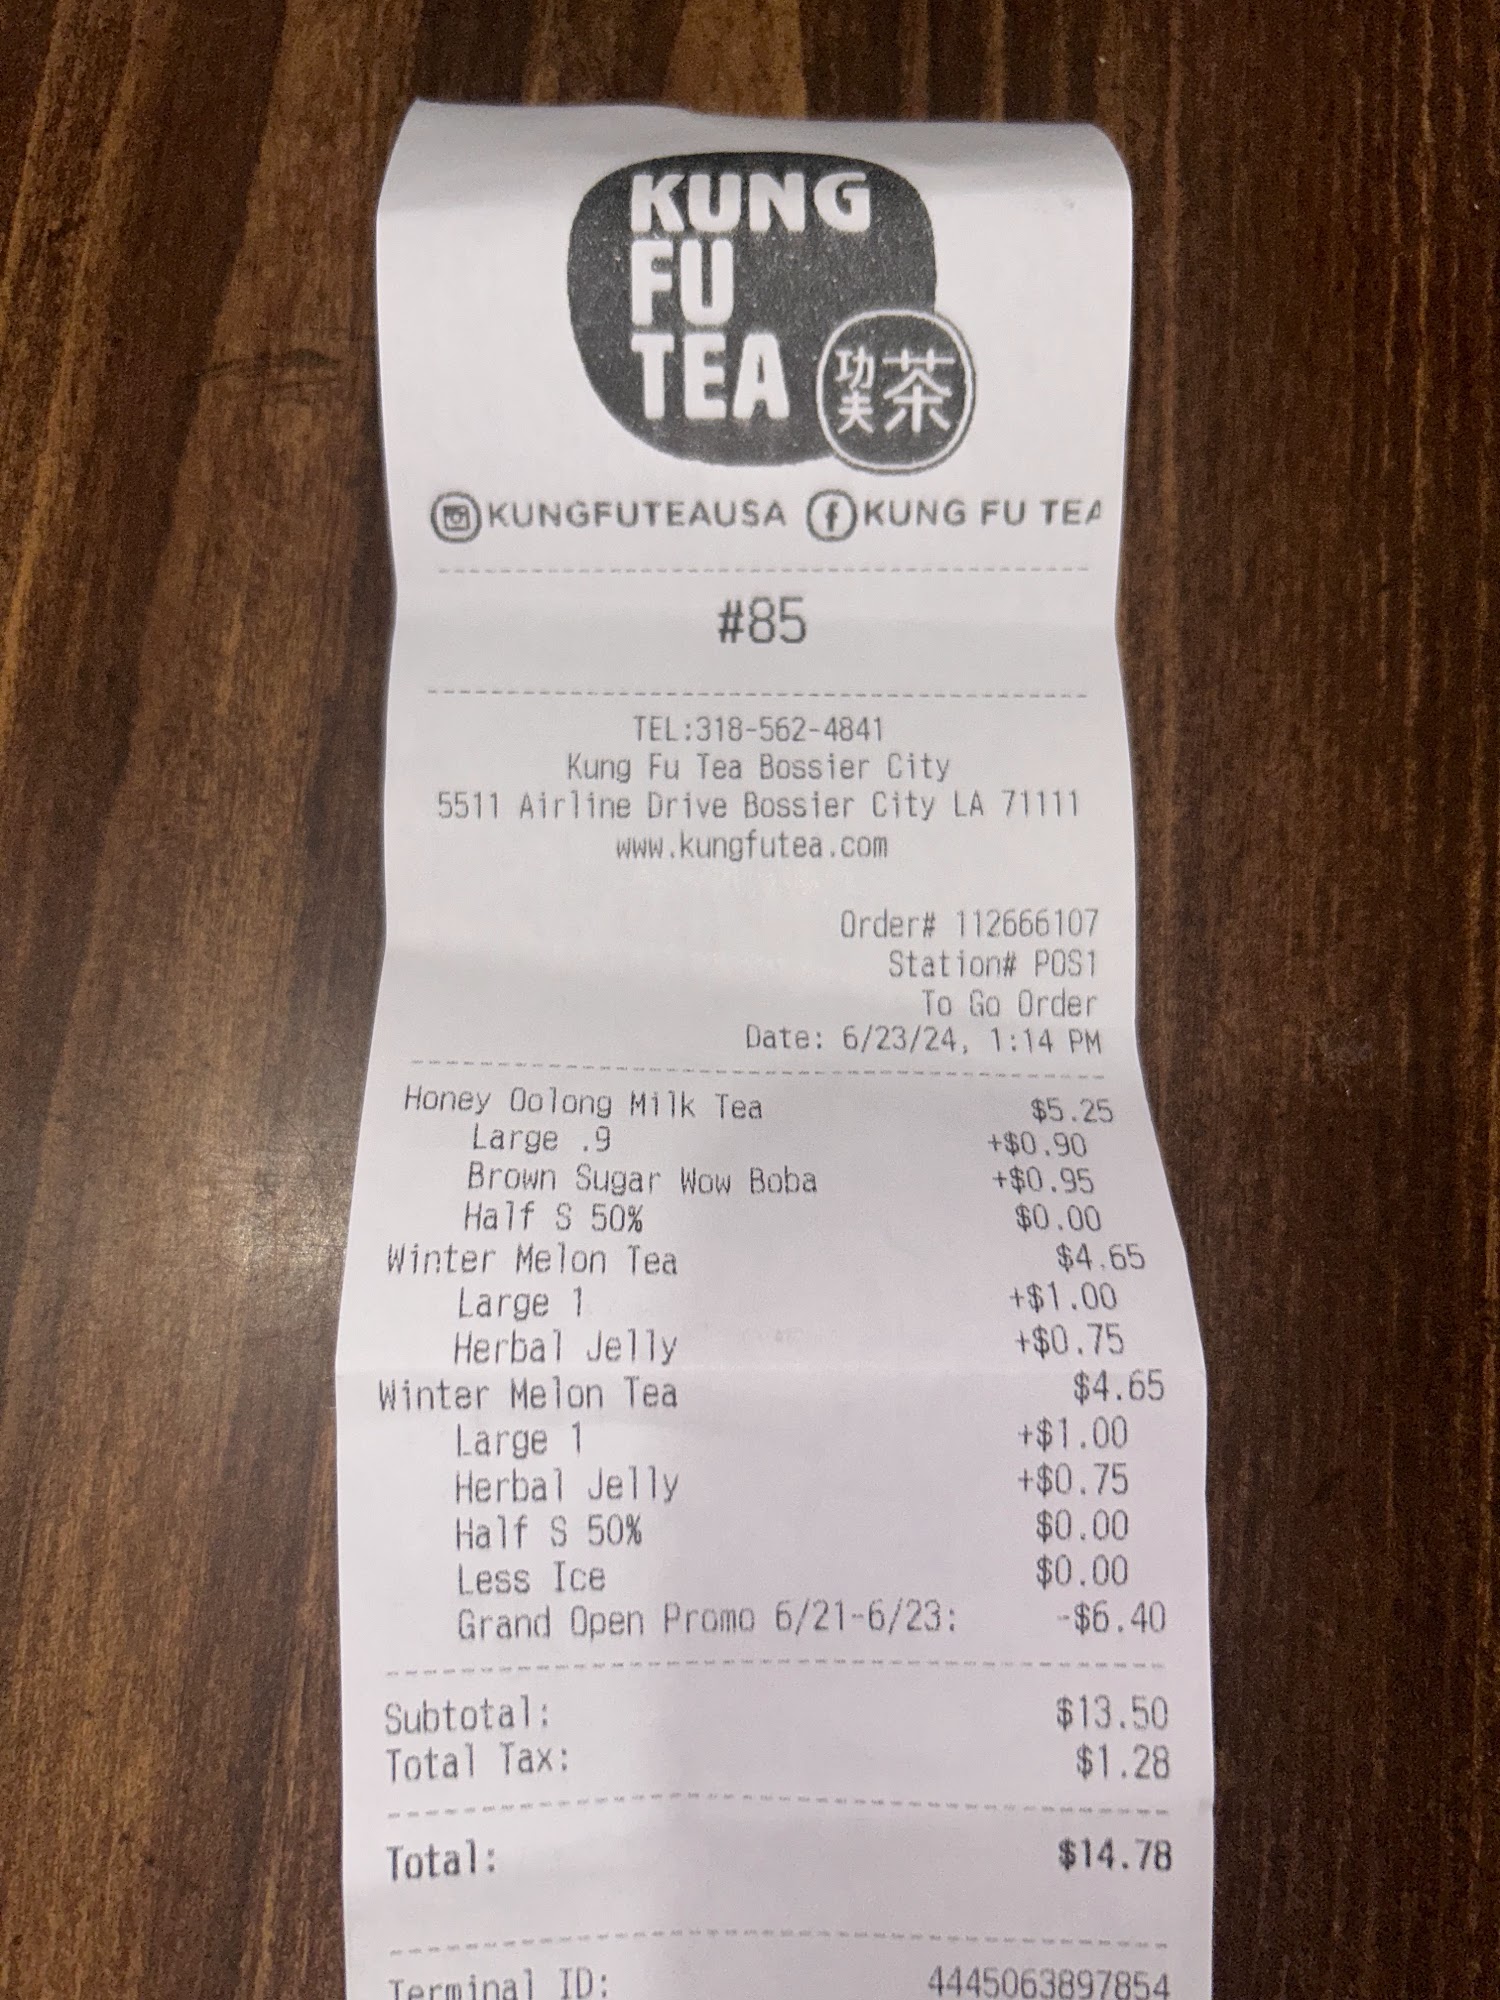 KUNG
FU
TEA
功夫 茶
KUNGFUTEAUSA KUNG FU TEA
#85
TEL:318-562-4841
Kung Fu Tea Bossier City
5511 Airline Drive Bossier City LA 71111
www.kungfutea.com
Order# 112666107
Station# POS1
To Go Order
Date: 6/23/24, 1:14 PM
Honey Oolong Milk Tea $5.25
Large .9 +$0.90
Brown Sugar Wow Boba +$0.95
Half S 50% $0.00
Winter Melon Tea $4.65
Large 1 +$1.00
Herbal Jelly +$0.75
Winter Melon Tea $4.65
Large 1 +$1.00
Herbal Jelly +$0.75
Half S 50% $0.00
Less Ice $0.00
Grand Open Promo 6/21-6/23: -$6.40
Subtotal: $13.50
Total Tax: $1.28
Total: $14.78
Terminal ID: 4445063897854